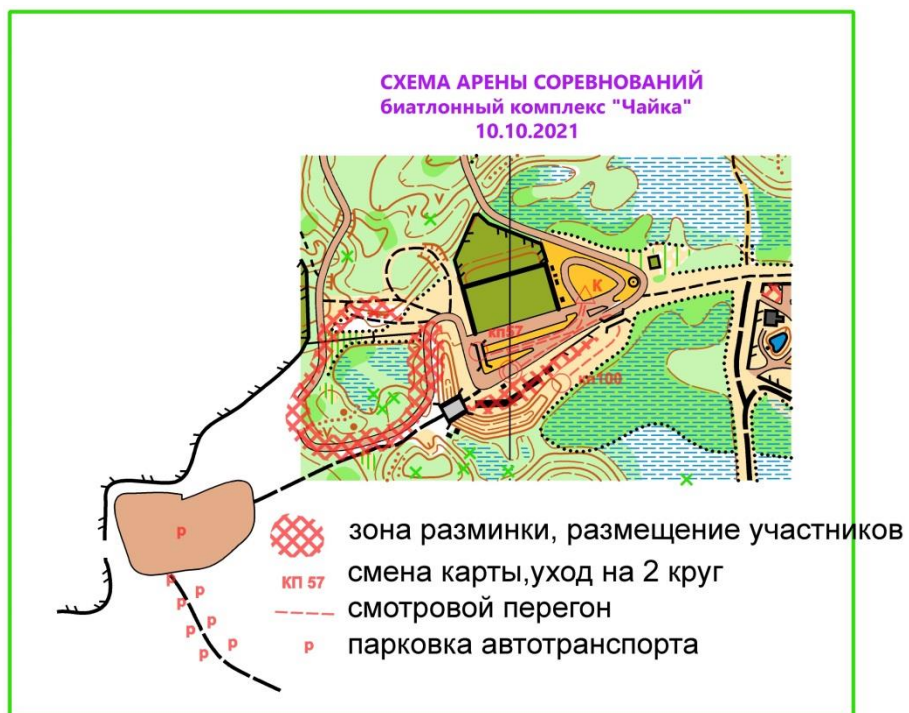 СХЕМА АРЕНЫ СОРЕВНОВАНИЙ
биатлонный комплекс "Чайка"
10.10.2021
К
кп57
кп100
зона разминки, размещение участников
КП 57 смена карты,уход на 2 круг
смотровой перегон
р парковка автотранспорта
р
р
р
р
р
р
р
р
р